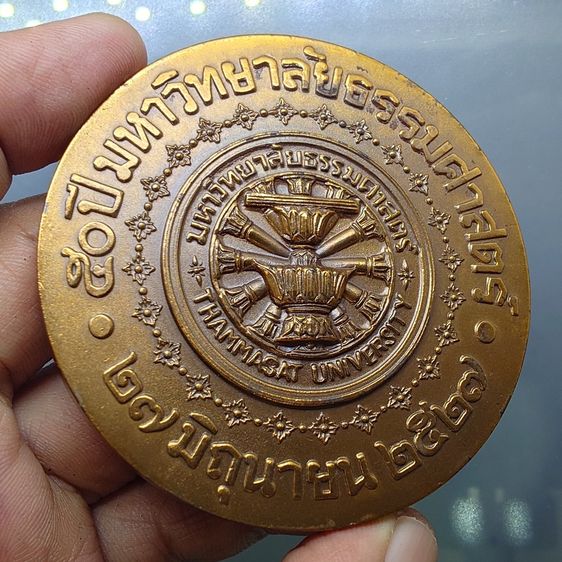 ๕๐ปี มหาวิทยาลัยธรรมศาสตร์
มหาวิทยาลัยธรรมศาสตร์
THAMMASAT UNIVERSITY
๒๗ มิถุนายน ๒๕๒๗